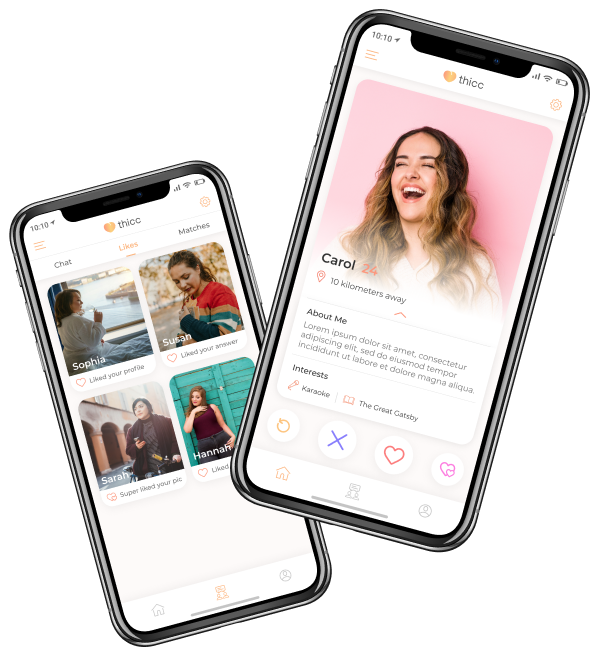 10:10
thicc
Chat
Likes
Matches
Sophia
Liked your profile
Susan
Liked your answer
Sarah
Super liked your pic
Hannah
Liked
10:10
thicc
Carol 24
10 kilometers away
About Me
Lorem ipsum dolor sit amet, consectetur
adipiscing elit, sed do eiusmod tempor
incididunt ut labore et dolore magna aliqua.
Interests
Karaoke
The Great Gatsby